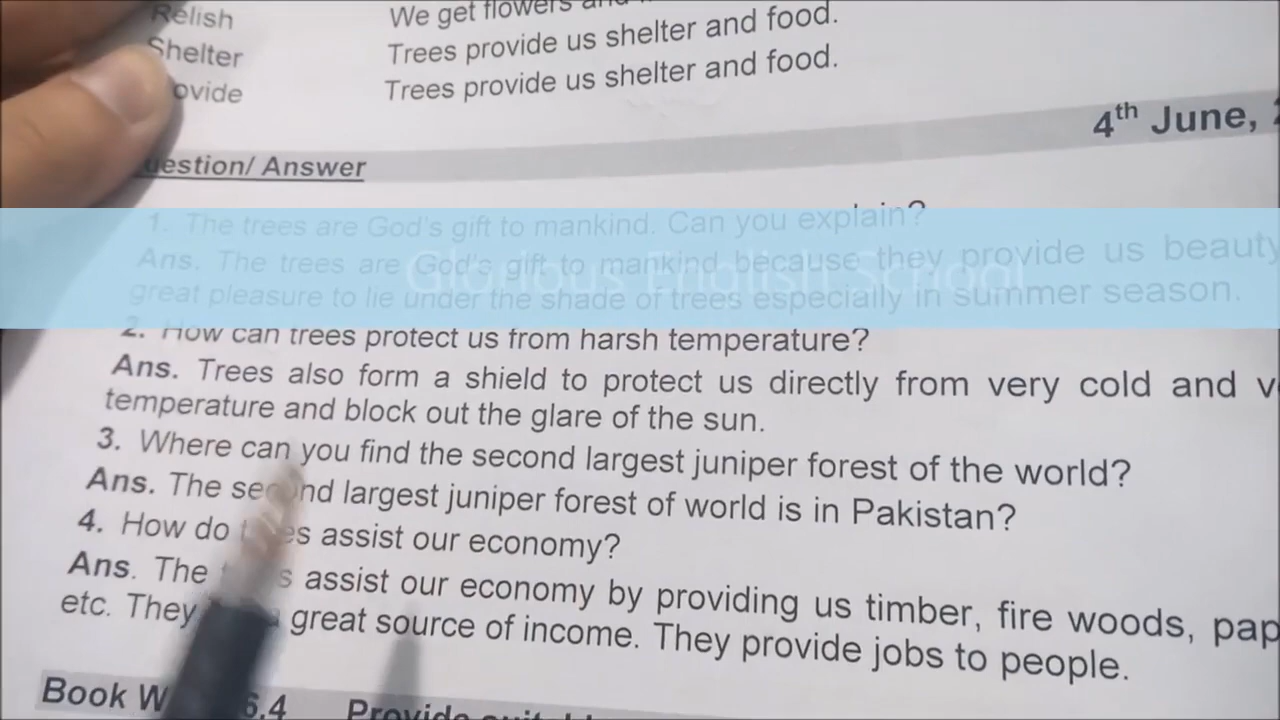 Relish We get flowers and
Shelter Trees provide us shelter and food.
ovide Trees provide us shelter and food.
4th June,
uestion/ Answer
1. The trees are God's gift to mankind. Can you explain?
Ans. The trees are God's gift to mankind because they provide us beauty
great pleasure to lie under the shade of trees especially in summer season.
Glorious English School
2. How can trees protect us from harsh temperature?
Ans. Trees also form a shield to protect us directly from very cold and v
temperature and block out the glare of the sun.
3. Where can you find the second largest juniper forest of the world?
Ans. The second largest juniper forest of world is in Pakistan?
4. How do trees assist our economy?
Ans. The trees assist our economy by providing us timber, fire woods, pap
etc. They great source of income. They provide jobs to people.
Book W 6.4 Provide